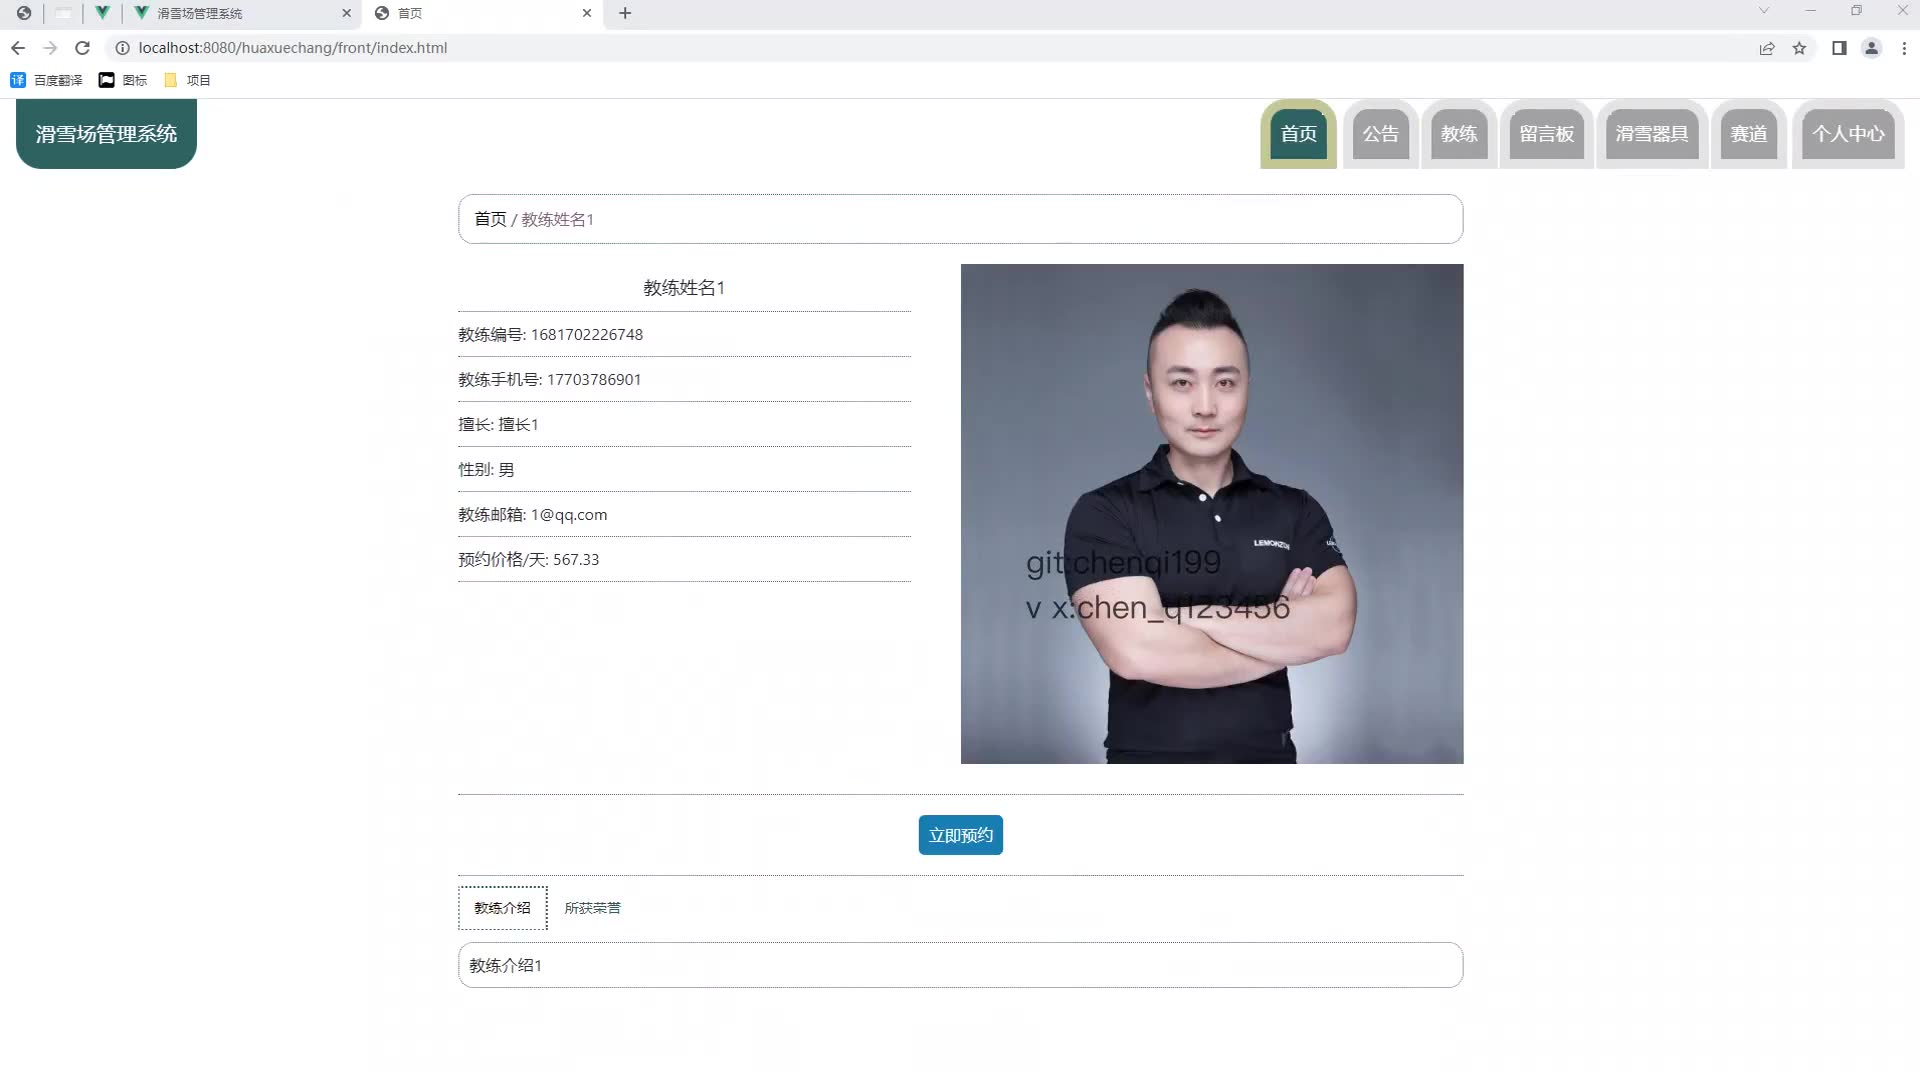 滑雪场管理系统
首页
localhost:8080/huaxuechang/front/index.html
译 百度翻译
图标
项目
滑雪场管理系统
首页
公告
教练
留言板
滑雪器具
赛道
个人中心
首页 / 教练姓名1
教练姓名1
教练编号: 1681702226748
教练手机号: 17703786901
擅长: 擅长1
性别: 男
教练邮箱: 1@qq.com
预约价格/天: 567.33
git:chenqi199
v x:chen_q123456
立即预约
教练介绍
所获荣誉
教练介绍1